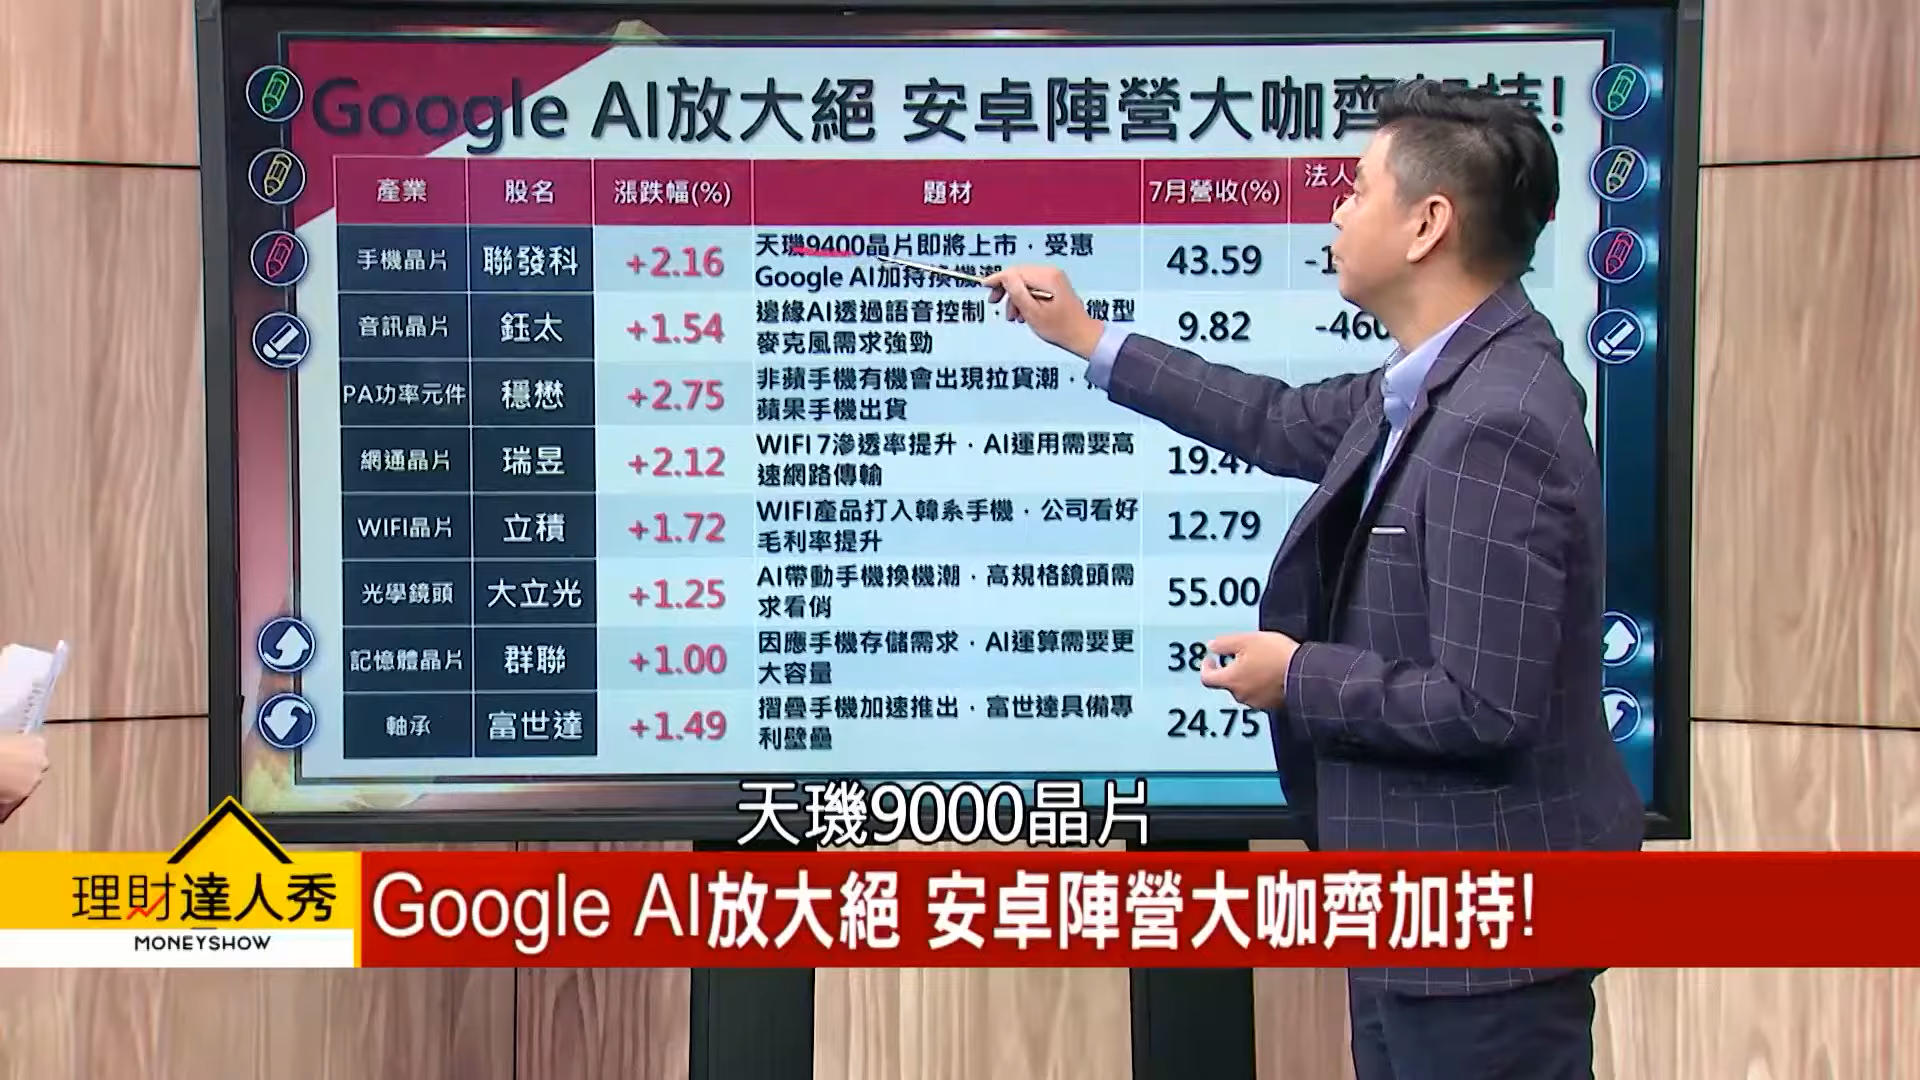 Google AI放大絕 安卓陣營大咖齊加持!
產業 股名 漲跌幅(%) 題材 7月營收(%) 法人
手機晶片 聯發科 +2.16 天璣9400晶片即將上市，受惠 43.59
Google AI加持換機潮
音訊晶片 鈺太 +1.54 邊緣AI透過語音控制， 微型 9.82 -460
麥克風需求強勁
PA功率元件 穩懋 +2.75 非蘋手機有機會出現拉貨潮，
蘋果手機出貨
網通晶片 瑞昱 +2.12 WIFI 7滲透率提升，AI運用需要高 19.47
速網路傳輸
WIFI晶片 立積 +1.72 WIFI產品打入韓系手機，公司看好 12.79
毛利率提升
光學鏡頭 大立光 +1.25 AI帶動手機換機潮，高規格鏡頭需 55.00
求看俏
記憶體晶片 群聯 +1.00 因應手機存儲需求，AI運算需要更
大容量
軸承 富世達 +1.49 摺疊手機加速推出，富世達具備專 24.75
利壁壘
天璣9000晶片
理財達人秀
MONEYSHOW
Google AI放大絕 安卓陣營大咖齊加持!